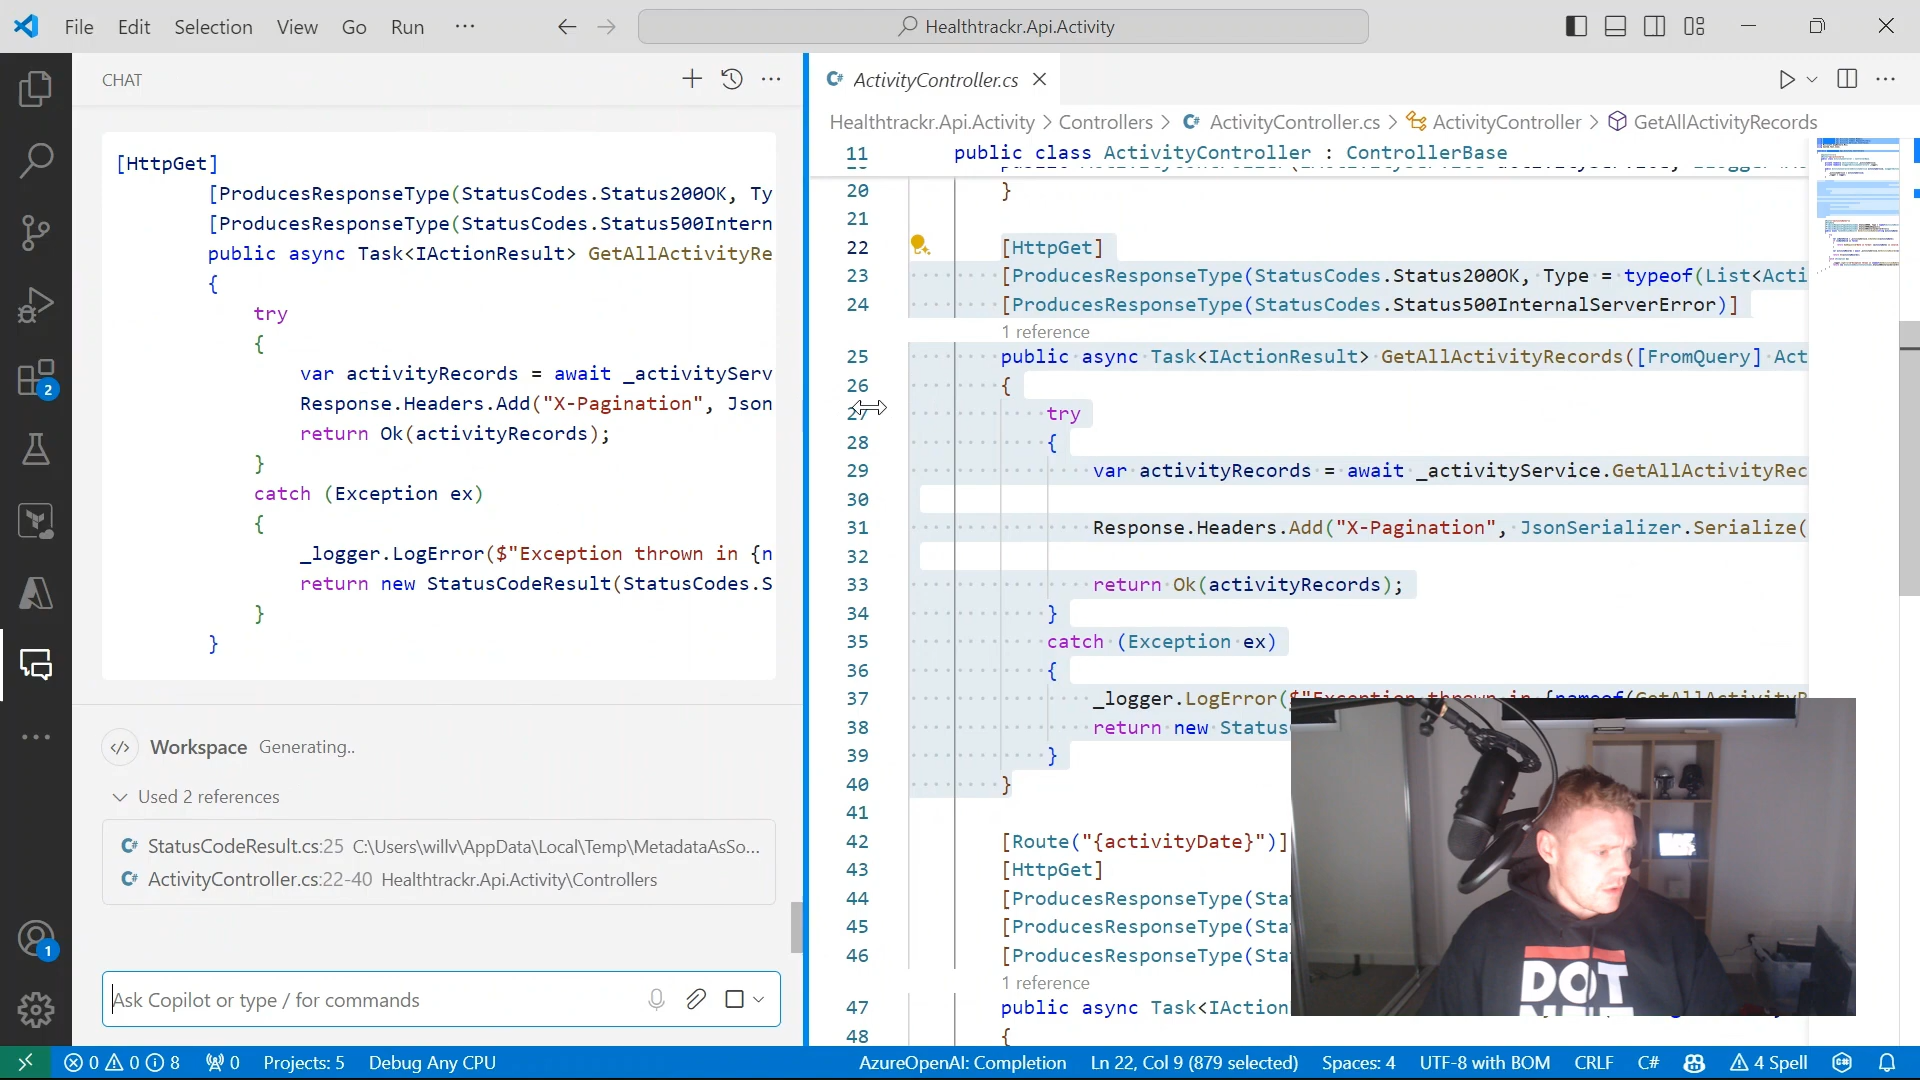 File Edit Selection View Go Run ··· Healthtrackr.Api.Activity
CHAT
[HttpGet]
[ProducesResponseType(StatusCodes.Status200OK, Ty
[ProducesResponseType(StatusCodes.Status500Intern
public async Task<IActionResult> GetAllActivityRe
{
try
{
var activityRecords = await _activityServ
Response.Headers.Add("X-Pagination", Json
return Ok(activityRecords);
}
catch (Exception ex)
{
_logger.LogError($"Exception thrown in {n
return new StatusCodeResult(StatusCodes.S
}
}
Workspace Generating..
Used 2 references
StatusCodeResult.cs:25 C:\Users\willv\AppData\Local\Temp\MetadataAsSo...
ActivityController.cs:22-40 Healthtrackr.Api.Activity\Controllers
Ask Copilot or type / for commands
2
1
ActivityController.cs
Healthtrackr.Api.Activity > Controllers > ActivityController.cs > ActivityController > GetAllActivityRecords
11 public class ActivityController : ControllerBase
20 }
21
22 [HttpGet]
23 [ProducesResponseType(StatusCodes.Status200OK, Type = typeof(List<Acti
24 [ProducesResponseType(StatusCodes.Status500InternalServerError)]
1 reference
25 public async Task<IActionResult> GetAllActivityRecords([FromQuery] Act
26 {
27 try
28 {
29 var activityRecords = await _activityService.GetAllActivityRec
30
31 Response.Headers.Add("X-Pagination", JsonSerializer.Serialize(
32
33 return Ok(activityRecords);
34 }
35 catch (Exception ex)
36 {
37 _logger.LogError($"Exception thrown in {nameof(GetAllActivityR
38 return new Status
39 }
40 }
41
42 [Route("{activityDate}")]
43 [HttpGet]
44 [ProducesResponseType(Sta
45 [ProducesResponseType(Sta
46 [ProducesResponseType(Sta
1 reference
47 public async Task<IAction
48 {
DOT
0 0 8 0 Projects: 5 Debug Any CPU AzureOpenAI: Completion Ln 22, Col 9 (879 selected) Spaces: 4 UTF-8 with BOM CRLF C# 4 Spell